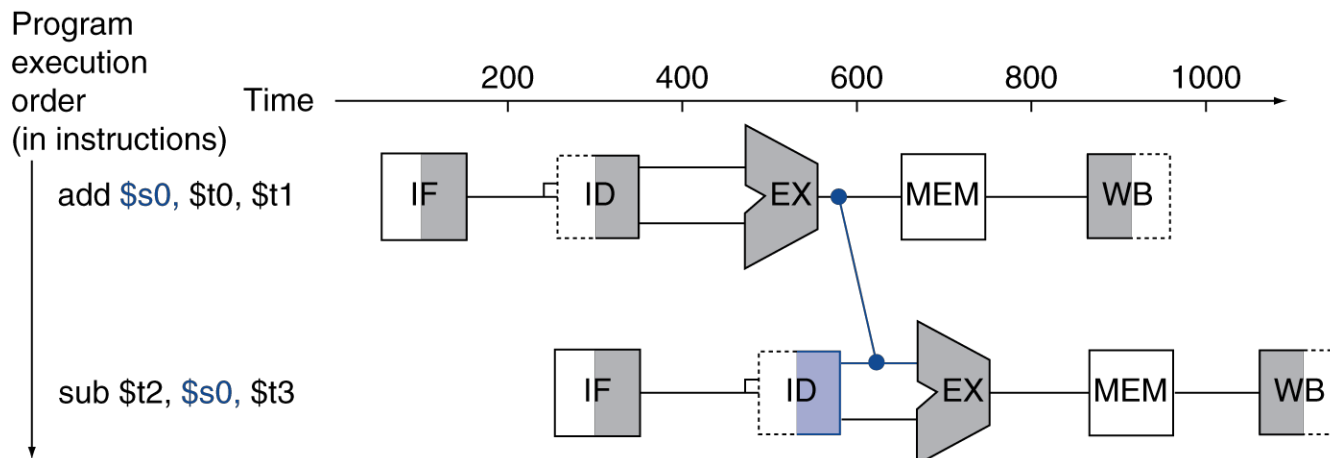 Program
execution
order
(in instructions)
Time
200 400 600 800 1000
add $s0, $t0, $t1
IF ID EX MEM WB
sub $t2, $s0, $t3
IF ID EX MEM WB